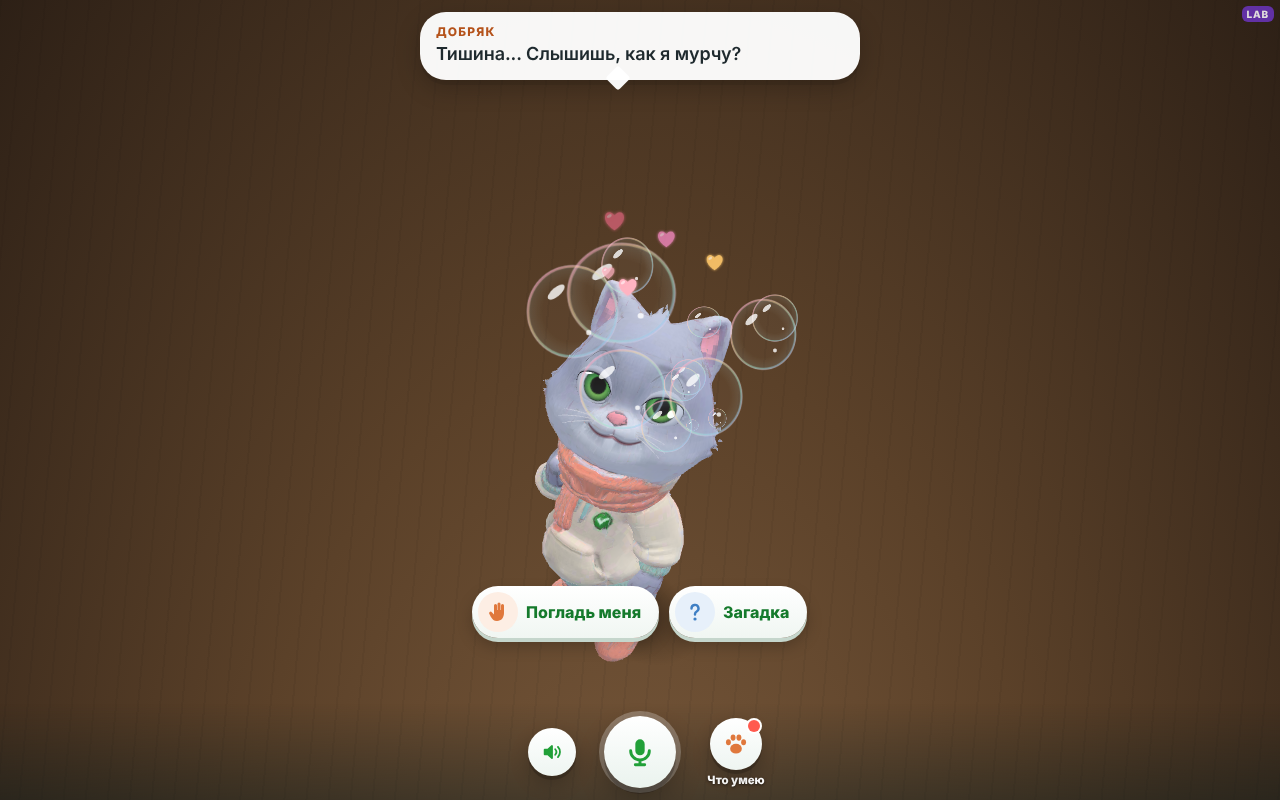 LAB
ДОБРЯК
Тишина... Слышишь, как я мурчу?
Погладь меня
Загадка
Что умею